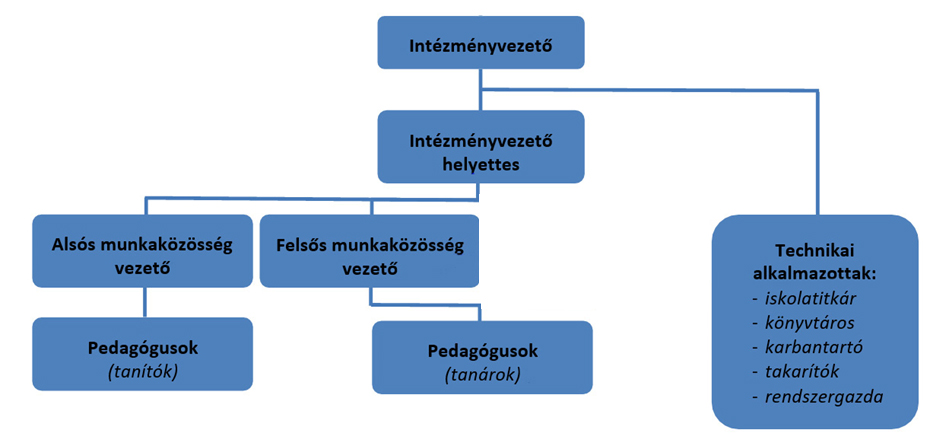 Intézményvezető
Intézményvezető
helyettes
Alsós munkaközösség
vezető
Felsős munkaközösség
vezető
Pedagógusok
(tanítók)
Pedagógusok
(tanárok)
Technikai
alkalmazottak:
- iskolatitkár
- könyvtáros
- karbantartó
- takarítók
- rendszergazda